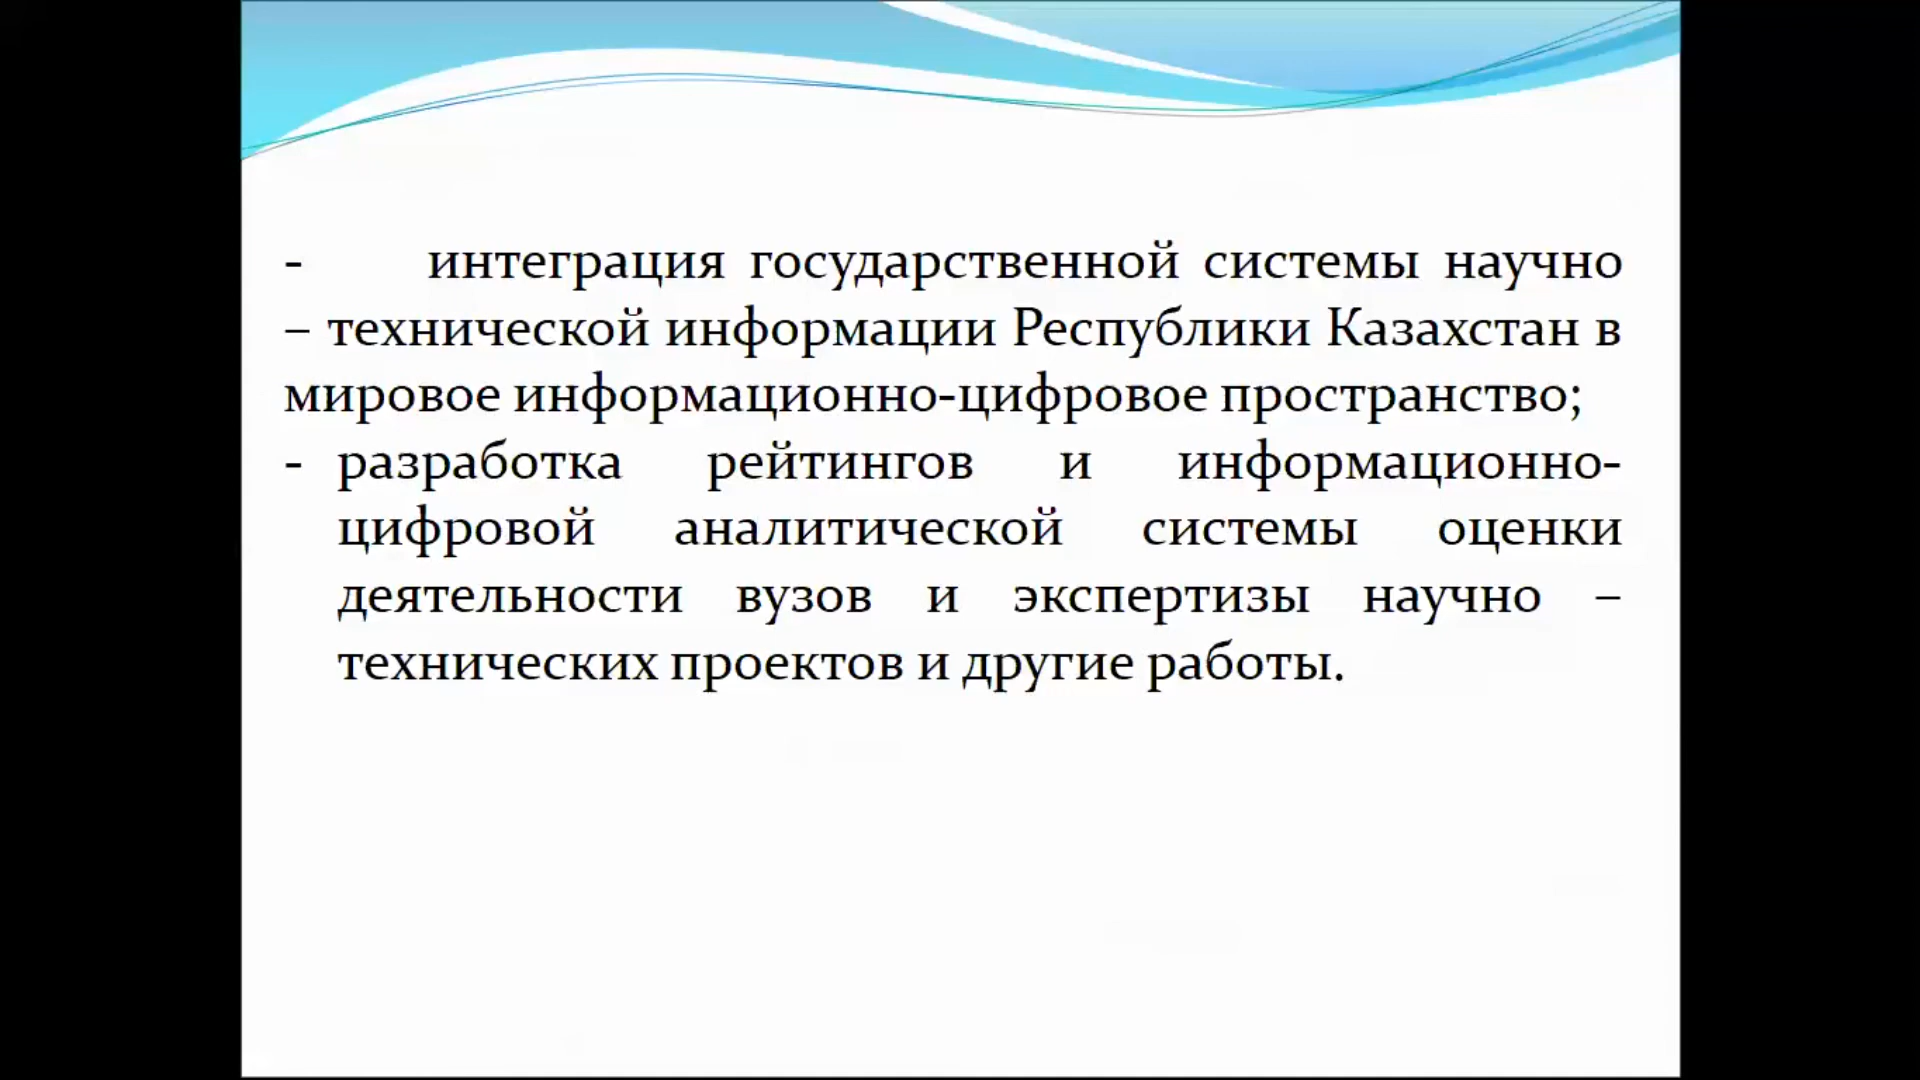 - интеграция государственной системы научно
– технической информации Республики Казахстан в
мировое информационно-цифровое пространство;
- разработка рейтингов и информационно-
цифровой аналитической системы оценки
деятельности вузов и экспертизы научно –
технических проектов и другие работы.